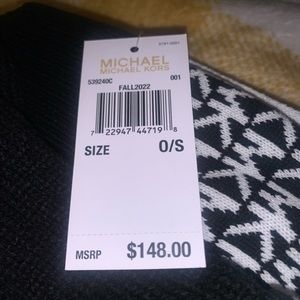 MICHAEL
MICHAEL KORS
539240C 001
FALL2022
7 22947 44719 8
SIZE O/S
MSRP $148.00